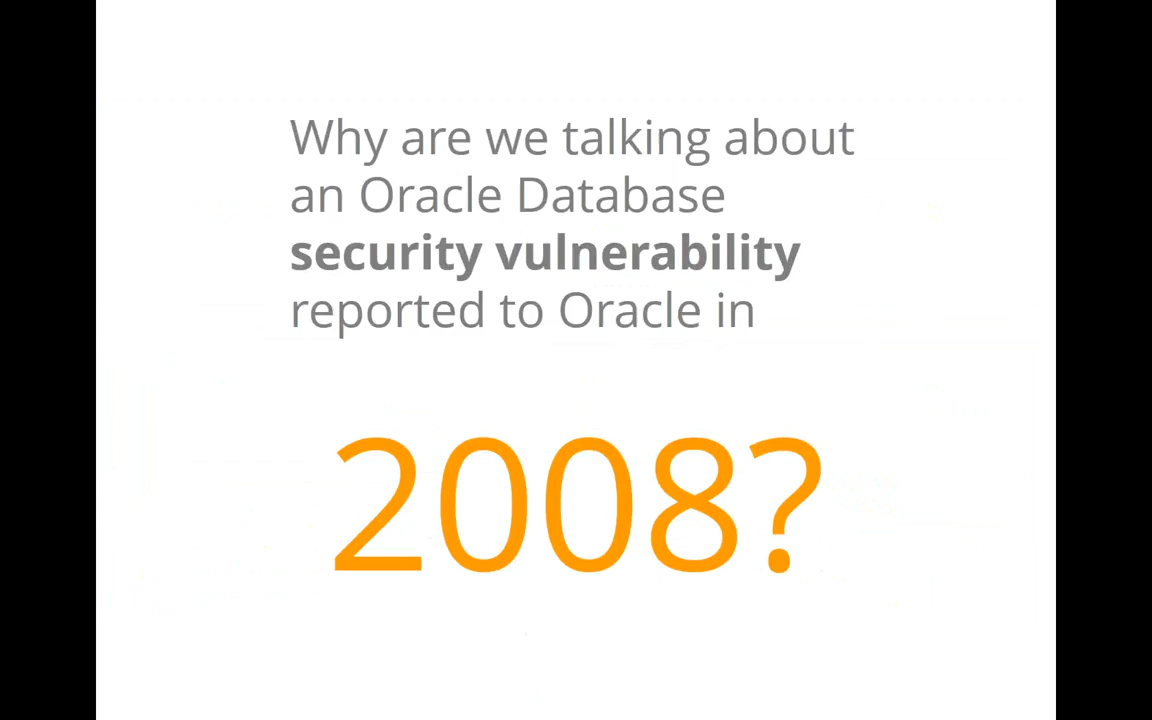 Why are we talking about
an Oracle Database
security vulnerability
reported to Oracle in
2008?